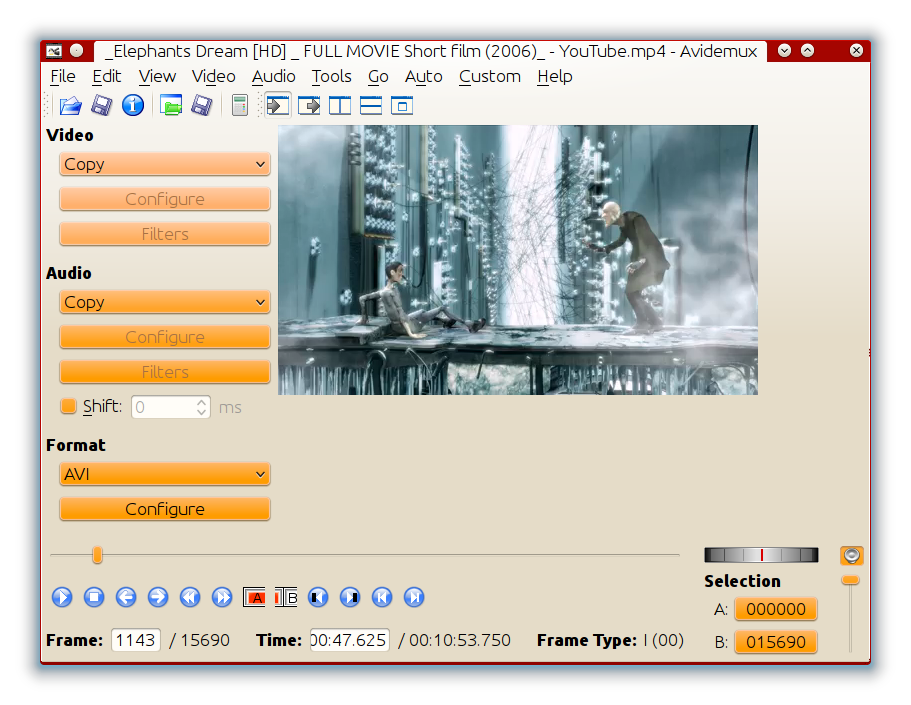 _Elephants Dream [HD] _ FULL MOVIE Short film (2006)_ - YouTube.mp4 - Avidemux
File Edit View Video Audio Tools Go Auto Custom Help
Video
Copy
Configure
Filters
Audio
Copy
Configure
Filters
Shift: 0 ms
Format
AVI
Configure
A B
Selection
A: 000000
B: 015690
Frame: 1143 / 15690 Time: 00:47.625 / 00:10:53.750 Frame Type: I (00)